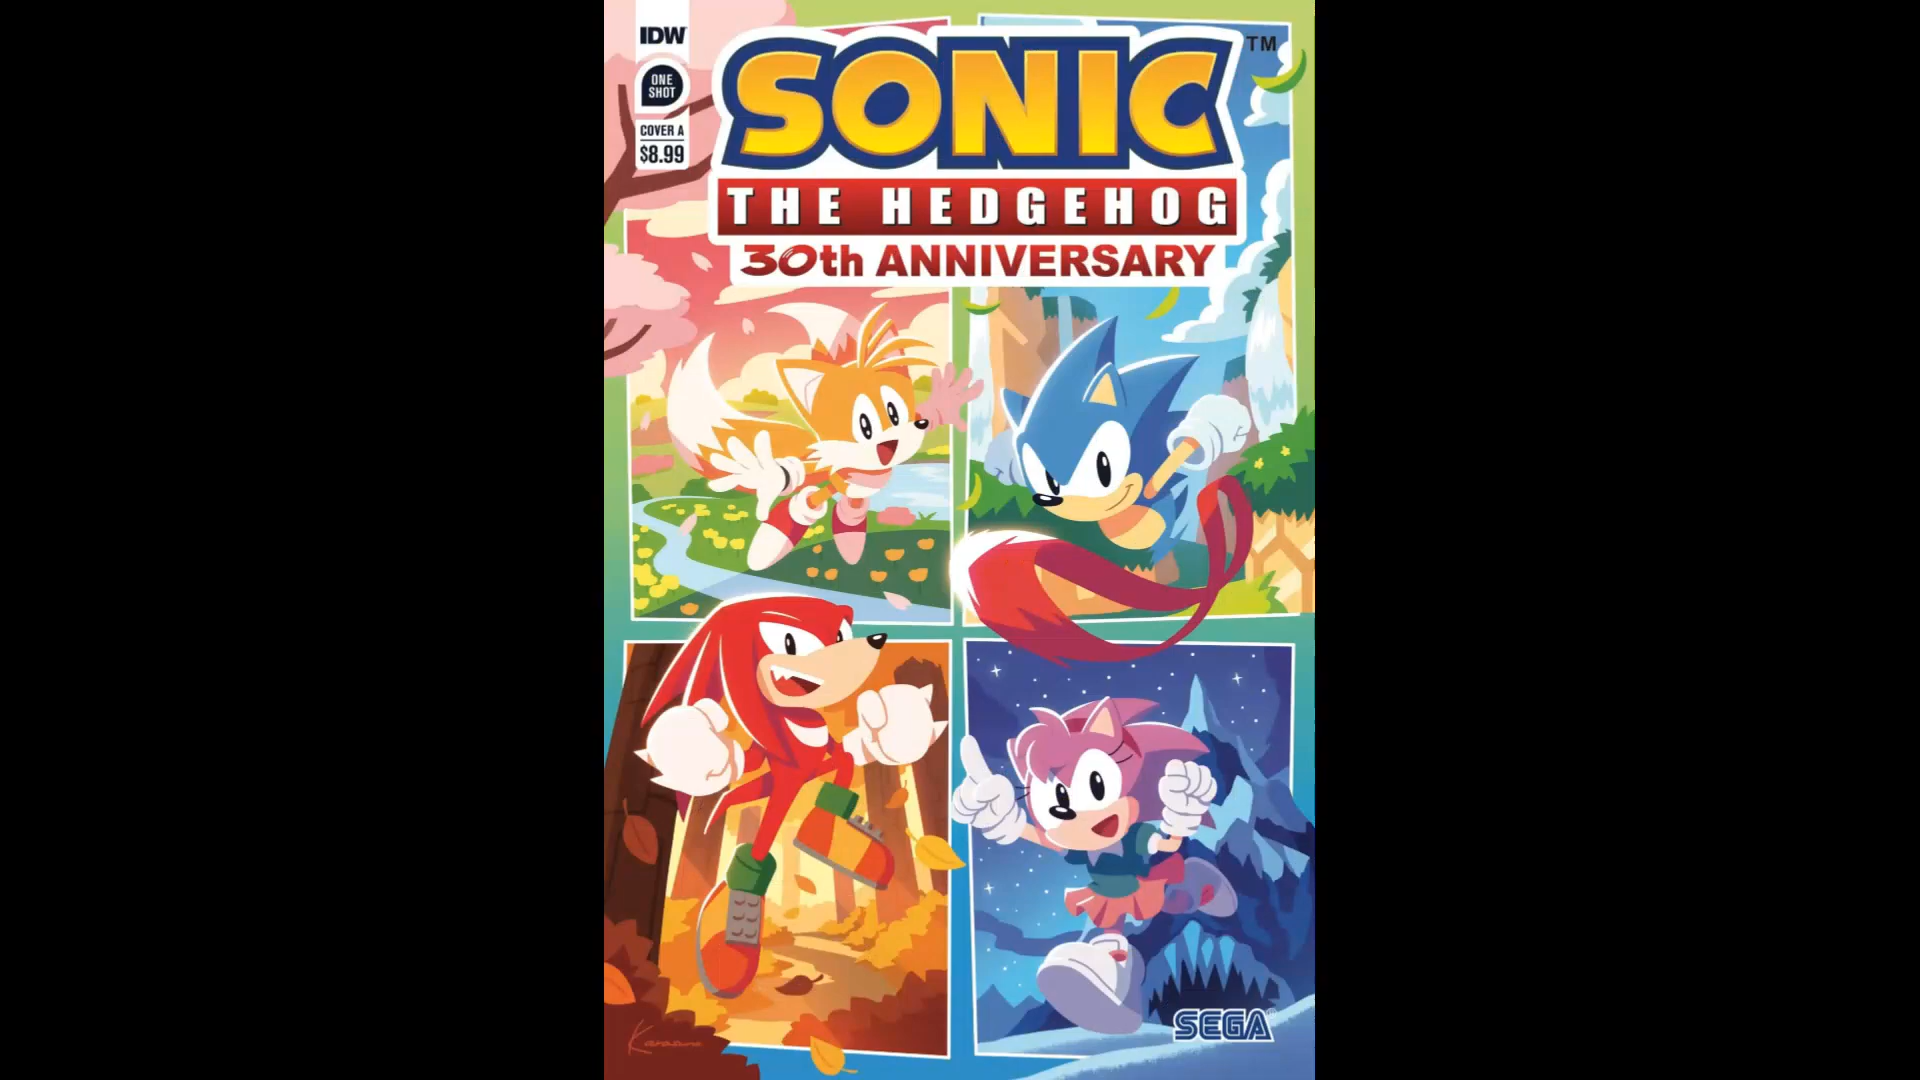 IDW
ONE
SHOT
COVER A
$8.99
SONIC
TM
THE HEDGEHOG
30th ANNIVERSARY
SEGA